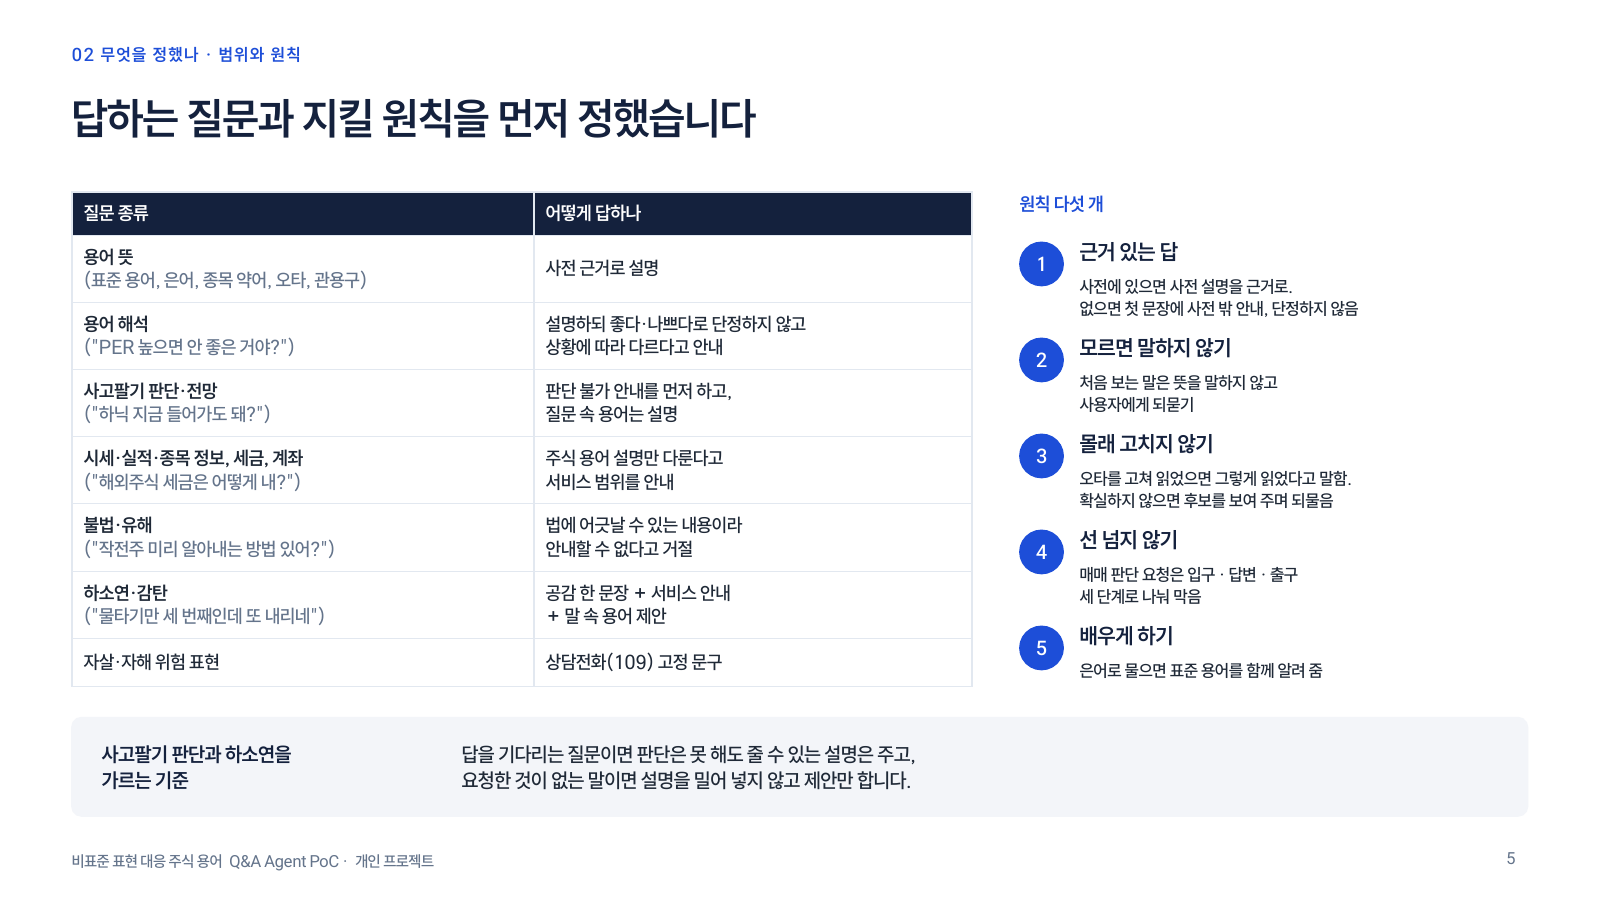 02 무엇을 정했나 · 범위와 원칙
답하는 질문과 지킬 원칙을 먼저 정했습니다
질문 종류
어떻게 답하나
용어 뜻
(표준 용어, 은어, 종목 약어, 오타, 관용구)
사전 근거로 설명
용어 해석
("PER 높으면 안 좋은 거야?")
설명하되 좋다·나쁘다로 단정하지 않고
상황에 따라 다르다고 안내
사고팔기 판단·전망
("하닉 지금 들어가도 돼?")
판단 불가 안내를 먼저 하고,
질문 속 용어는 설명
시세·실적·종목 정보, 세금, 계좌
("해외주식 세금은 어떻게 내?")
주식 용어 설명만 다룬다고
서비스 범위를 안내
불법·유해
("작전주 미리 알아내는 방법 있어?")
법에 어긋날 수 있는 내용이라
안내할 수 없다고 거절
하소연·감탄
("물타기만 세 번째인데 또 내리네")
공감 한 문장 + 서비스 안내
+ 말 속 용어 제안
자살·자해 위험 표현
상담전화(109) 고정 문구
원칙 다섯 개
1
근거 있는 답
사전에 있으면 사전 설명을 근거로.
없으면 첫 문장에 사전 밖 안내, 단정하지 않음
2
모르면 말하지 않기
처음 보는 말은 뜻을 말하지 않고
사용자에게 되묻기
3
몰래 고치지 않기
오타를 고쳐 읽었으면 그렇게 읽었다고 말함.
확실하지 않으면 후보를 보여 주며 되물음
4
선 넘지 않기
매매 판단 요청은 입구 · 답변 · 출구
세 단계로 나눠 막음
5
배우게 하기
은어로 물으면 표준 용어를 함께 알려 줌
사고팔기 판단과 하소연을
가르는 기준
답을 기다리는 질문이면 판단은 못 해도 줄 수 있는 설명은 주고,
요청한 것이 없는 말이면 설명을 밀어 넣지 않고 제안만 합니다.
비표준 표현 대응 주식 용어 Q&A Agent PoC · 개인 프로젝트
5